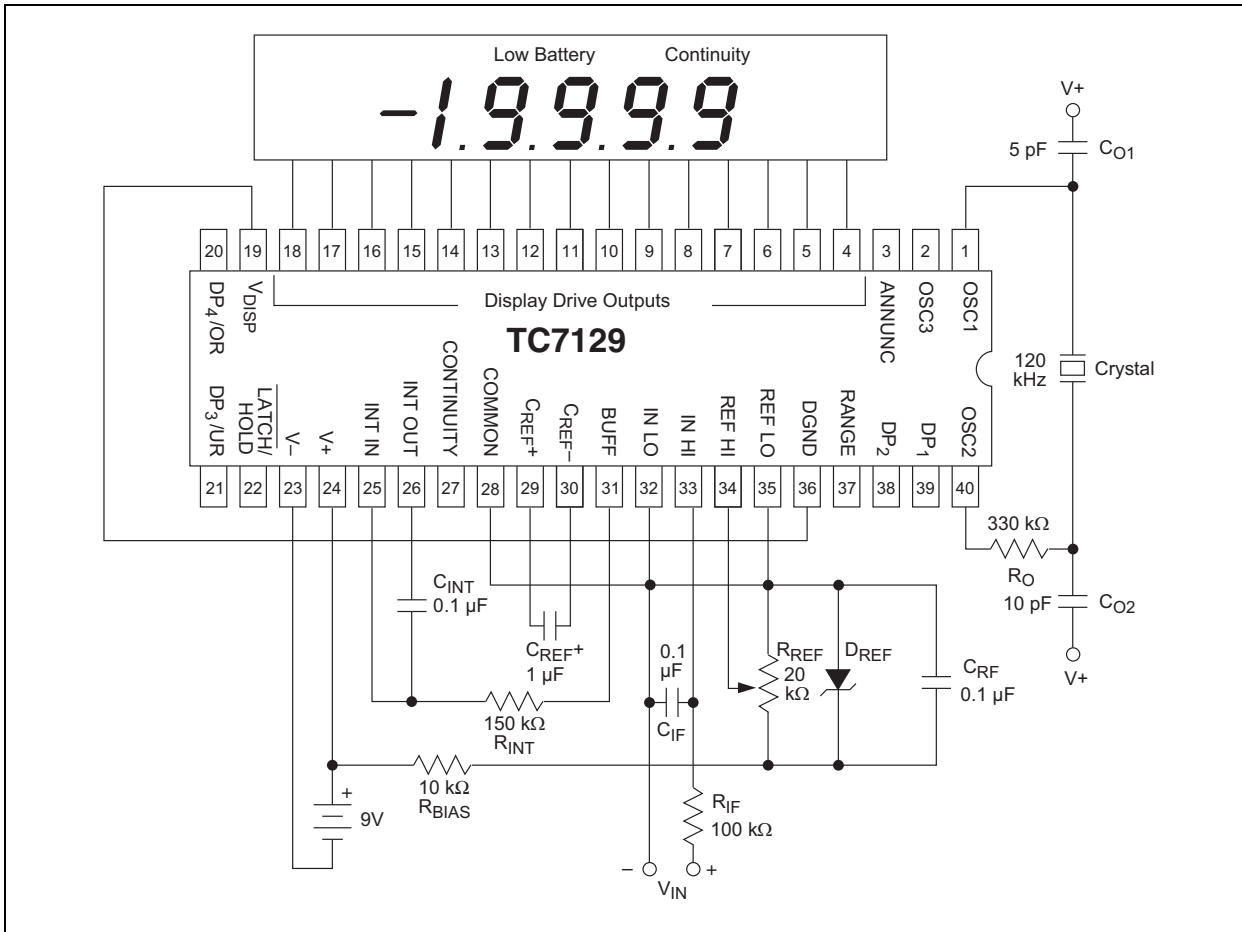 Low Battery Continuity
-1.9.9.9.9
V+
5 pF CO1
20 19 18 17 16 15 14 13 12 11 10 9 8 7 6 5 4 3 2 1
DP4/OR VDISP Display Drive Outputs ANNUNC OSC3 OSC1
TC7129
120 kHz Crystal
DP3/UR LATCH/HOLD V– V+ INT IN INT OUT CONTINUITY COMMON CREF+ CREF– BUFF IN LO IN HI REF HI REF LO DGND RANGE DP2 DP1 OSC2
21 22 23 24 25 26 27 28 29 30 31 32 33 34 35 36 37 38 39 40
330 kΩ
RO
10 pF CO2
V+
CINT
0.1 µF
CREF+
1 µF
0.1
µF
CIF
RREF
20
kΩ
DREF
CRF
0.1 µF
150 kΩ
RINT
10 kΩ
RBIAS
+
9V
RIF
100 kΩ
– VIN +